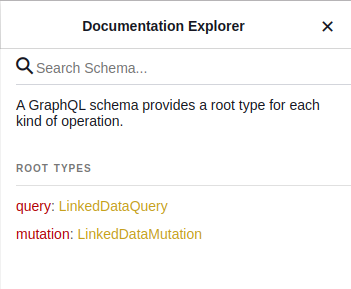 Documentation Explorer ✕
Search Schema...
A GraphQL schema provides a root type for each
kind of operation.
ROOT TYPES
query: LinkedDataQuery
mutation: LinkedDataMutation